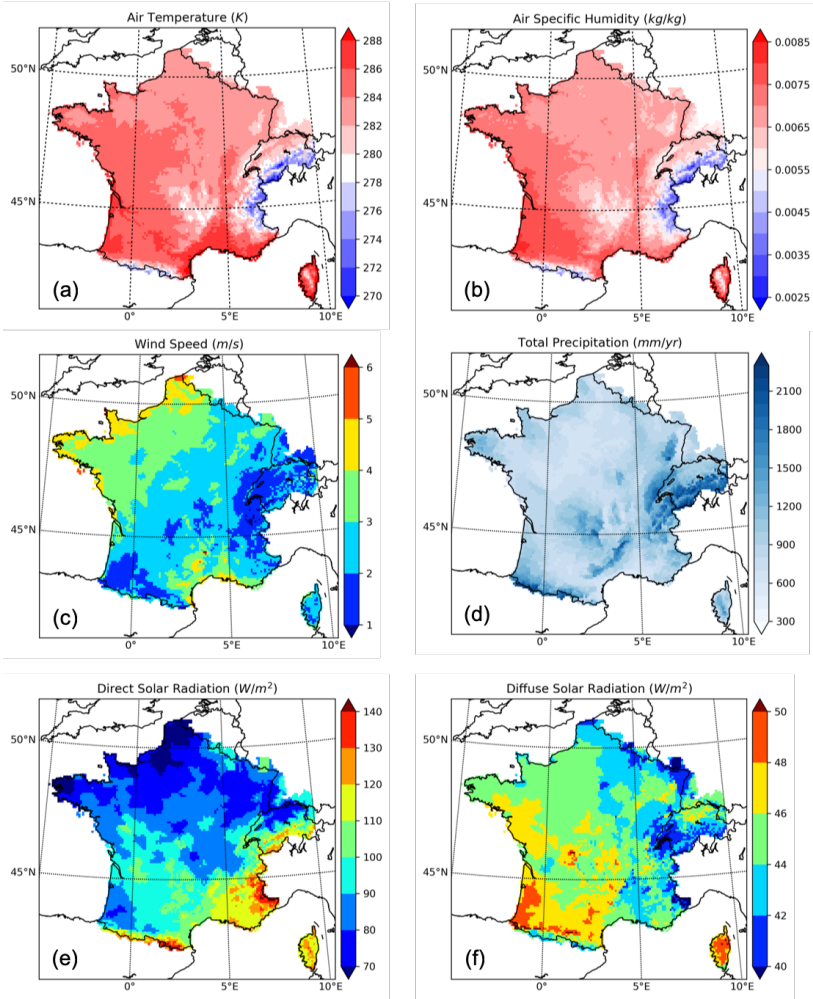 Air Temperature (K)
50°N
45°N
0°
5°E
10°E
288
286
284
282
280
278
276
274
272
270
(a)
Air Specific Humidity (kg/kg)
50°N
45°N
0°
5°E
10°E
0.0085
0.0075
0.0065
0.0055
0.0045
0.0035
0.0025
(b)
Wind Speed (m/s)
50°N
45°N
0°
5°E
10°E
6
5
4
3
2
1
(c)
Total Precipitation (mm/yr)
50°N
45°N
0°
5°E
10°E
2100
1800
1500
1200
900
600
300
(d)
Direct Solar Radiation (W/m²)
50°N
45°N
0°
5°E
10°E
140
130
120
110
100
90
80
70
(e)
Diffuse Solar Radiation (W/m²)
50°N
45°N
0°
5°E
10°E
50
48
46
44
42
40
(f)